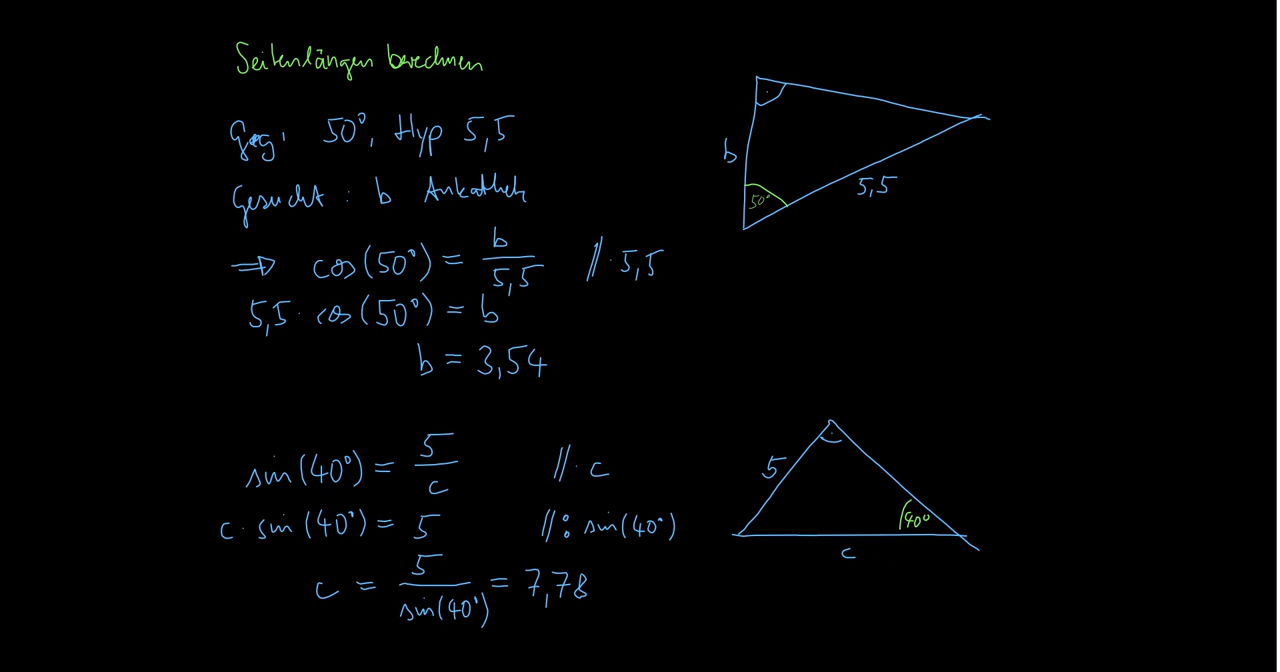 Seitenlängen berechnen
Geg: 50°, Hyp 5,5
Gesucht: b Ankathete
⇒ cos(50°) = b/5,5 // · 5,5
5,5 · cos(50°) = b
b = 3,54
b
50°
5,5
sin(40°) = 5/c // · c
c · sin(40°) = 5 // : sin(40°)
c = 5/sin(40°) = 7,78
5
40°
c